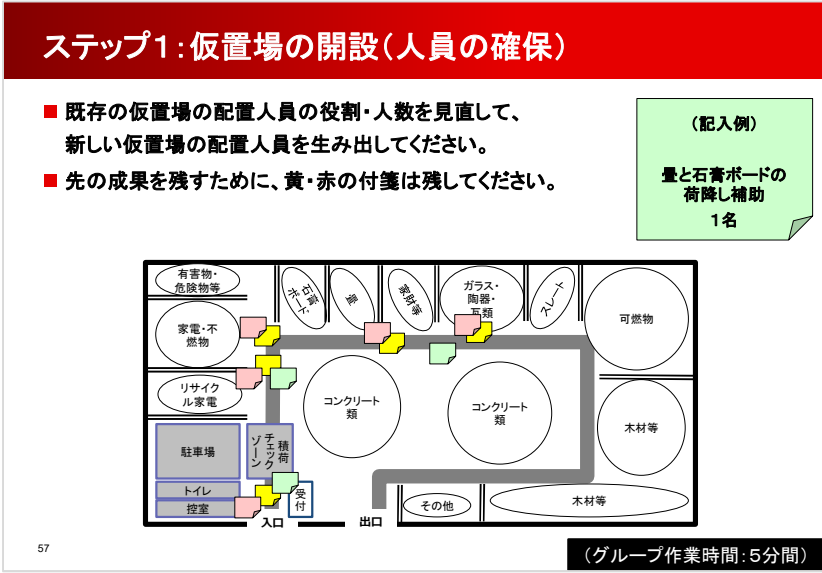 ステップ１：仮置場の開設（人員の確保）
■ 既存の仮置場の配置人員の役割・人数を見直して、
新しい仮置場の配置人員を生み出してください。
■ 先の成果を残すために、黄・赤の付箋は残してください。
（記入例）
畳と石膏ボードの
荷降し補助
１名
有害物・
危険物等
石膏
ボード
畳
家財等
ガラス・
陶器・
瓦類
スレート
可燃物
家電・不
燃物
リサイク
ル家電
コンクリート
類
コンクリート
類
木材等
駐車場
積荷
チェック
ゾーン
トイレ
控室
受付
入口
出口
その他
木材等
57
（グループ作業時間：５分間）